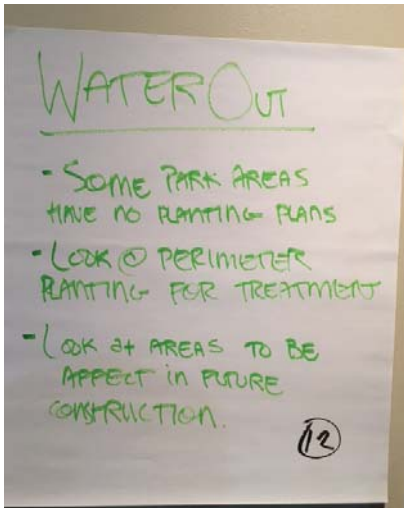 WATER OUT
- SOME PARK AREAS
HAVE NO PLANTING PLANS
- LOOK @ PERIMETER
PLANTING FOR TREATMENT
- LOOK at AREAS TO BE
AFFECT in FUTURE
CONSTRUCTION.
12